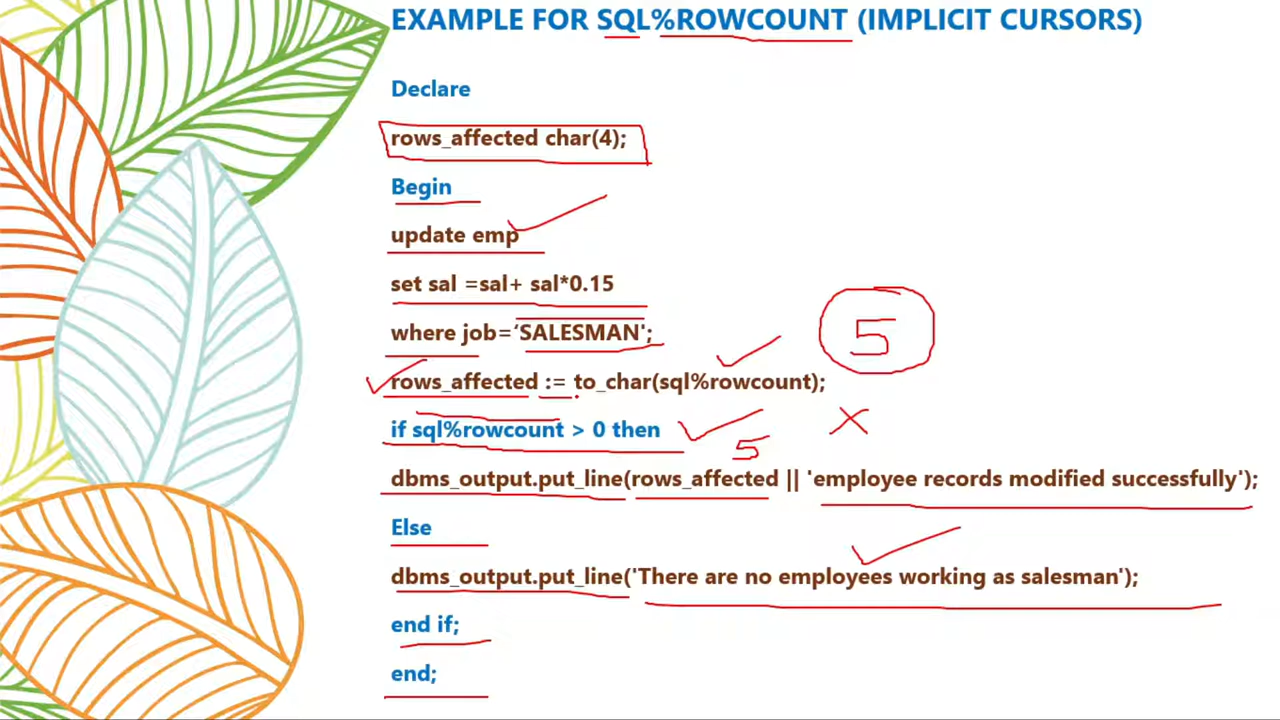 EXAMPLE FOR SQL%ROWCOUNT (IMPLICIT CURSORS)
Declare
rows_affected char(4);
Begin
update emp
set sal =sal+ sal*0.15
where job=‘SALESMAN';
5
rows_affected := to_char(sql%rowcount);
if sql%rowcount > 0 then
5
dbms_output.put_line(rows_affected || 'employee records modified successfully');
Else
dbms_output.put_line('There are no employees working as salesman');
end if;
end;